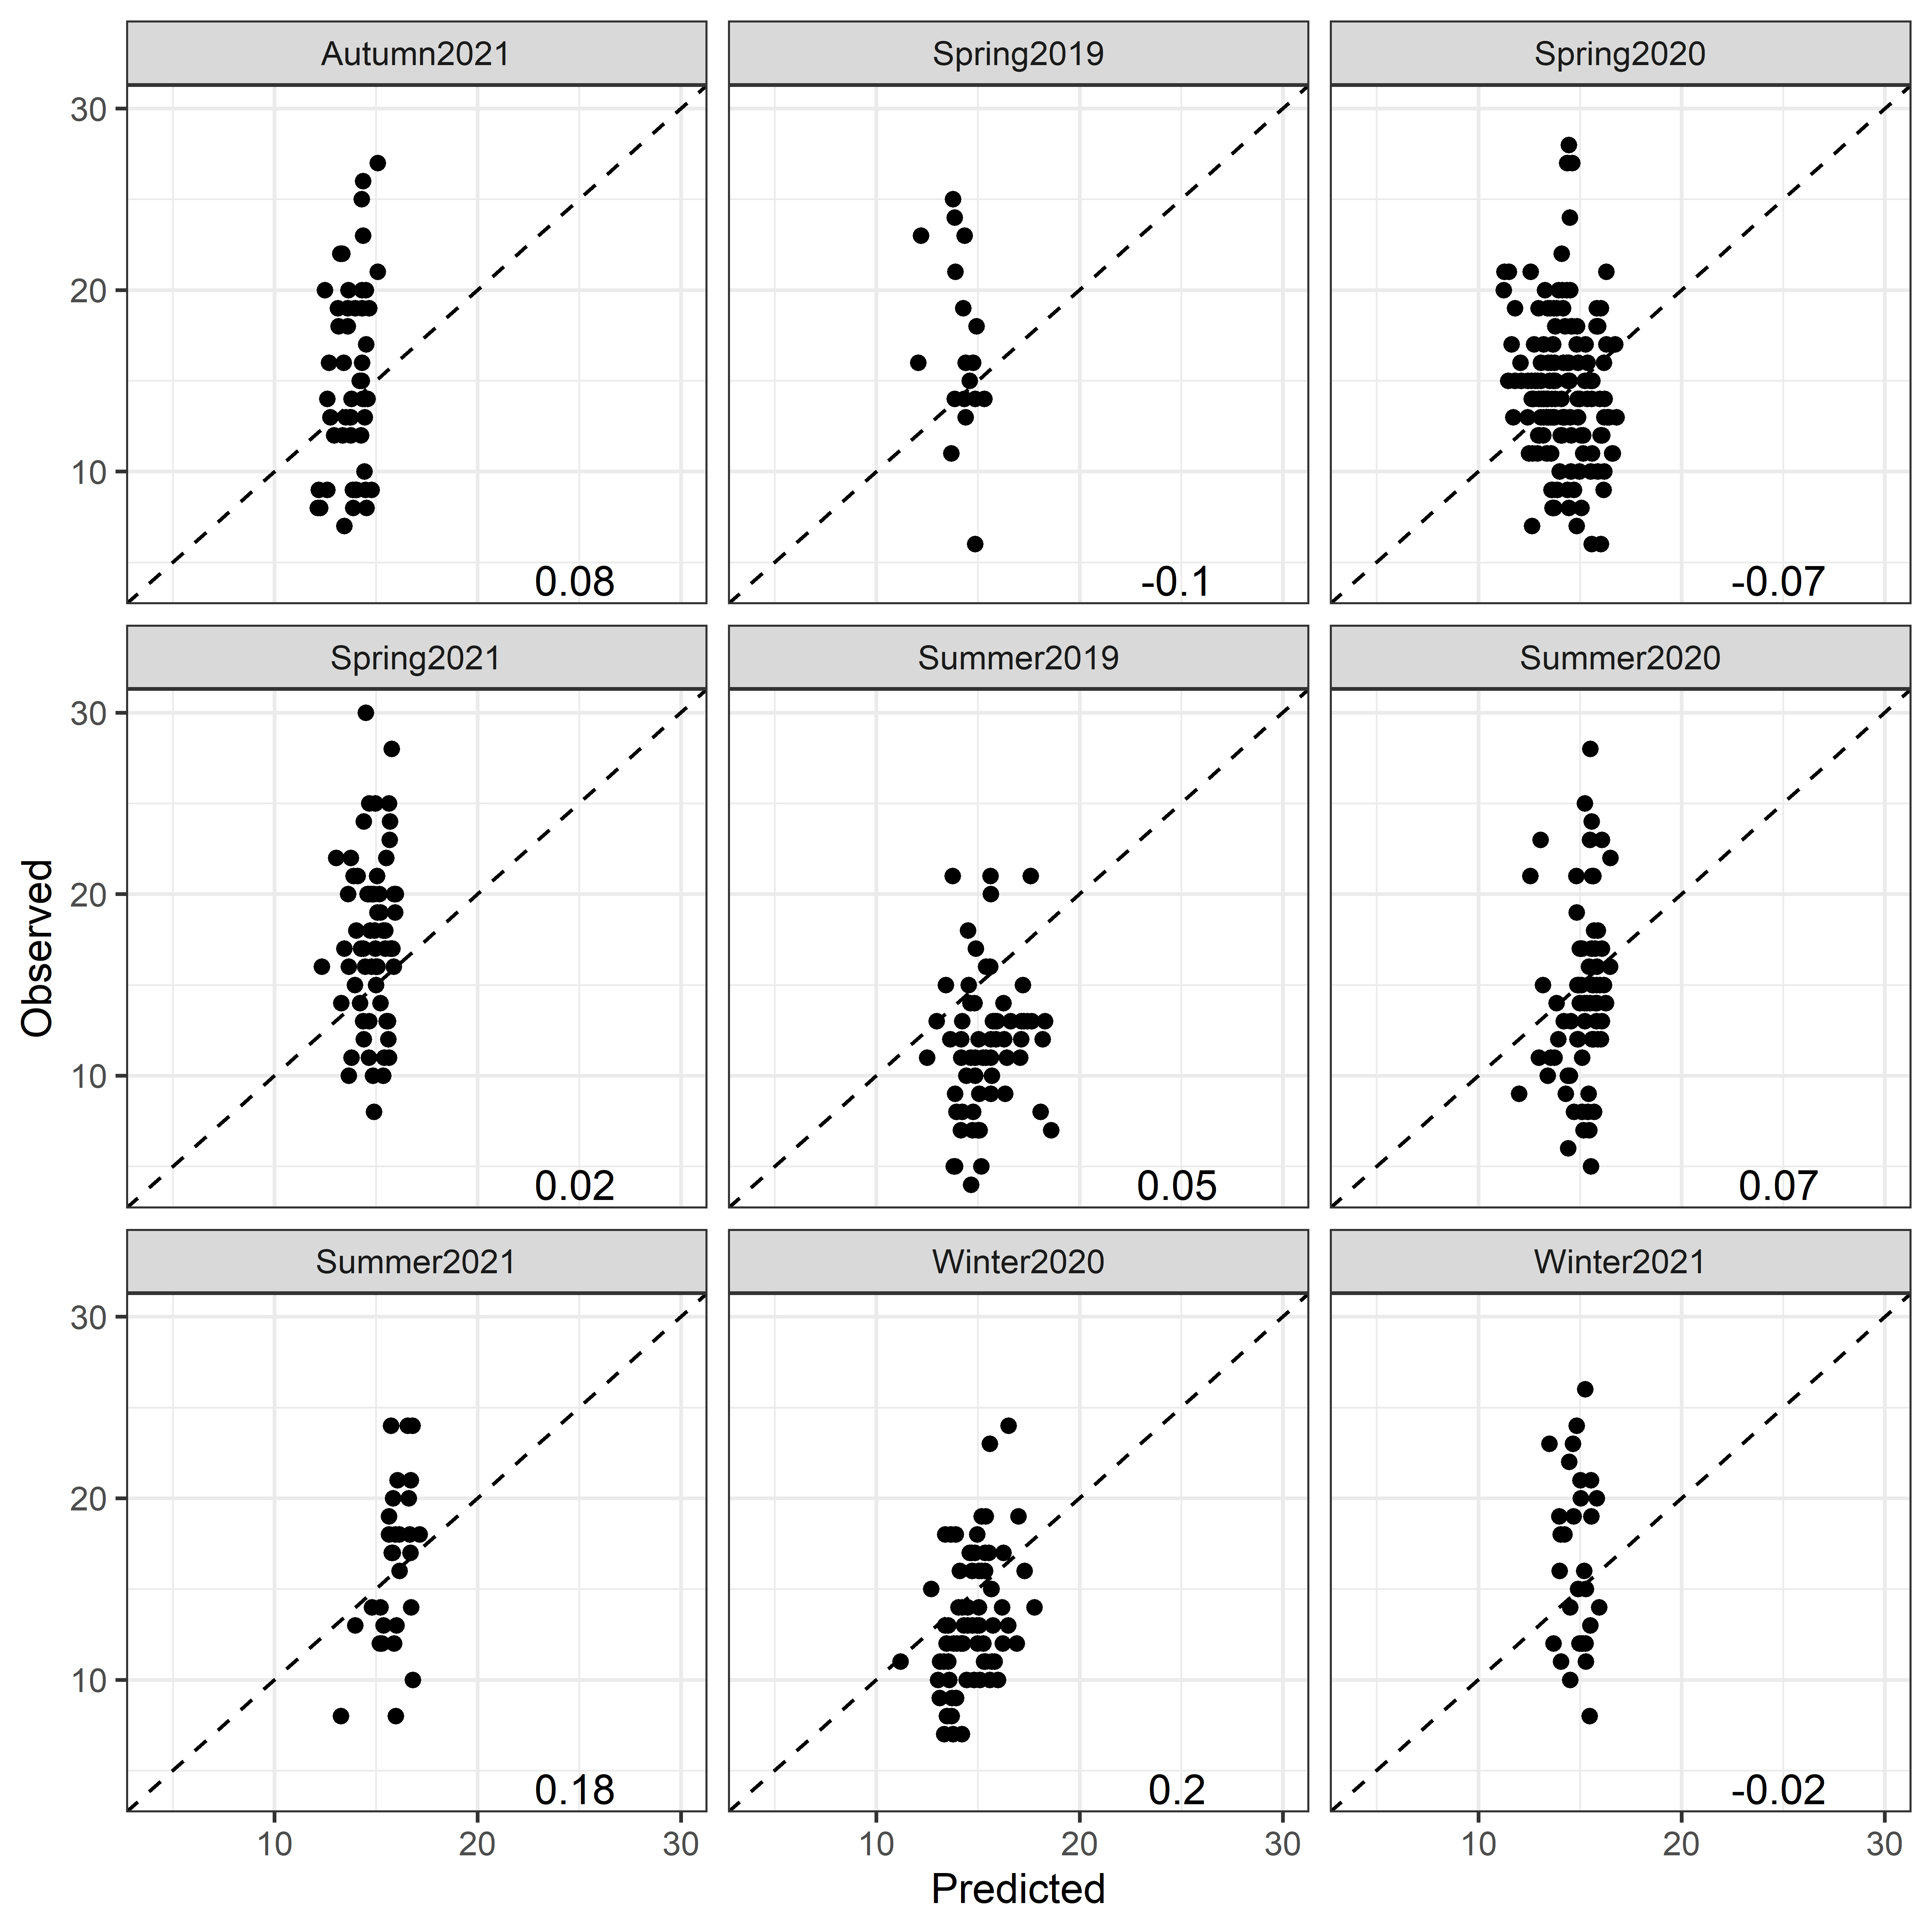 Autumn2021 Spring2019 Spring2020
30
20
10
0.08 -0.1 -0.07
Spring2021 Summer2019 Summer2020
30
20
10
0.02 0.05 0.07
Observed
Summer2021 Winter2020 Winter2021
30
20
10
0.18 0.2 -0.02
10 20 30 10 20 30 10 20 30
Predicted